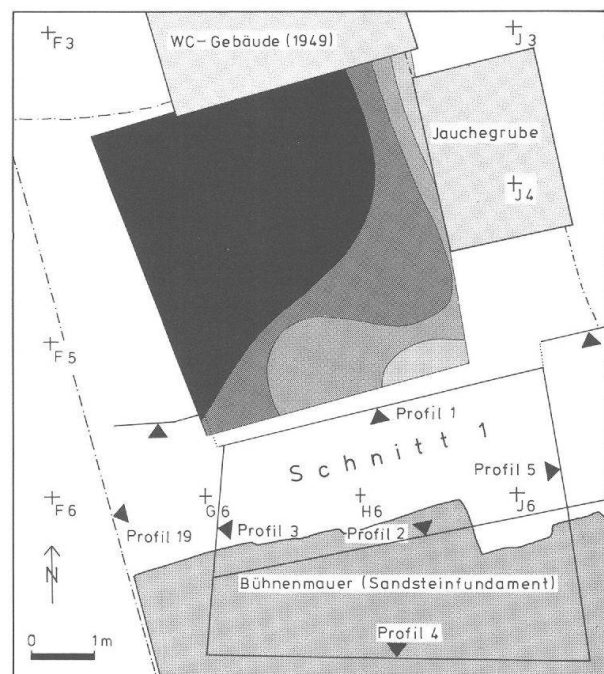 F3
WC-Gebäude (1949)
J3
Jauchegrube
J4
F5
Profil 1
Schnitt 1
Profil 5
F6
G6
H6
J6
Profil 19
Profil 3
Profil 2
N
Bühnenmauer (Sandsteinfundament)
0 1m
Profil 4